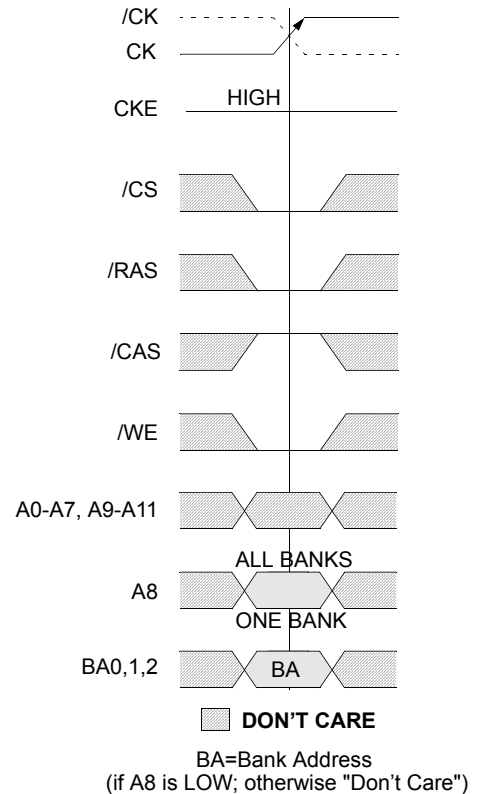 /CK
CK
CKE HIGH
/CS
/RAS
/CAS
/WE
A0-A7, A9-A11
ALL BANKS
A8
ONE BANK
BA0,1,2 BA
DON'T CARE
BA=Bank Address
(if A8 is LOW; otherwise "Don't Care")